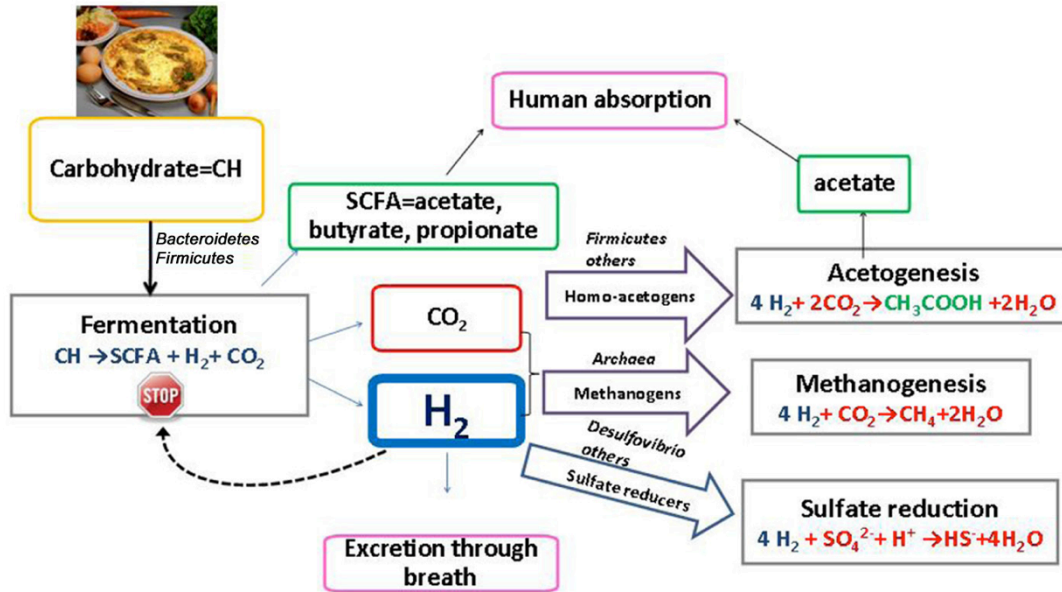 Human absorption
Carbohydrate=CH
acetate
SCFA=acetate,
butyrate, propionate
Bacteroidetes
Firmicutes
Firmicutes
others
Homo-acetogens
Acetogenesis
4 H₂+ 2CO₂→CH₃COOH +2H₂O
Fermentation
CH →SCFA + H₂+ CO₂
STOP
CO₂
H₂
Archaea
Methanogens
Methanogenesis
4 H₂+ CO₂→CH₄+2H₂O
Desulfovibrio
others
Sulfate reducers
Sulfate reduction
4 H₂ + SO₄²⁻+ H⁺ →HS⁻+4H₂O
Excretion through
breath